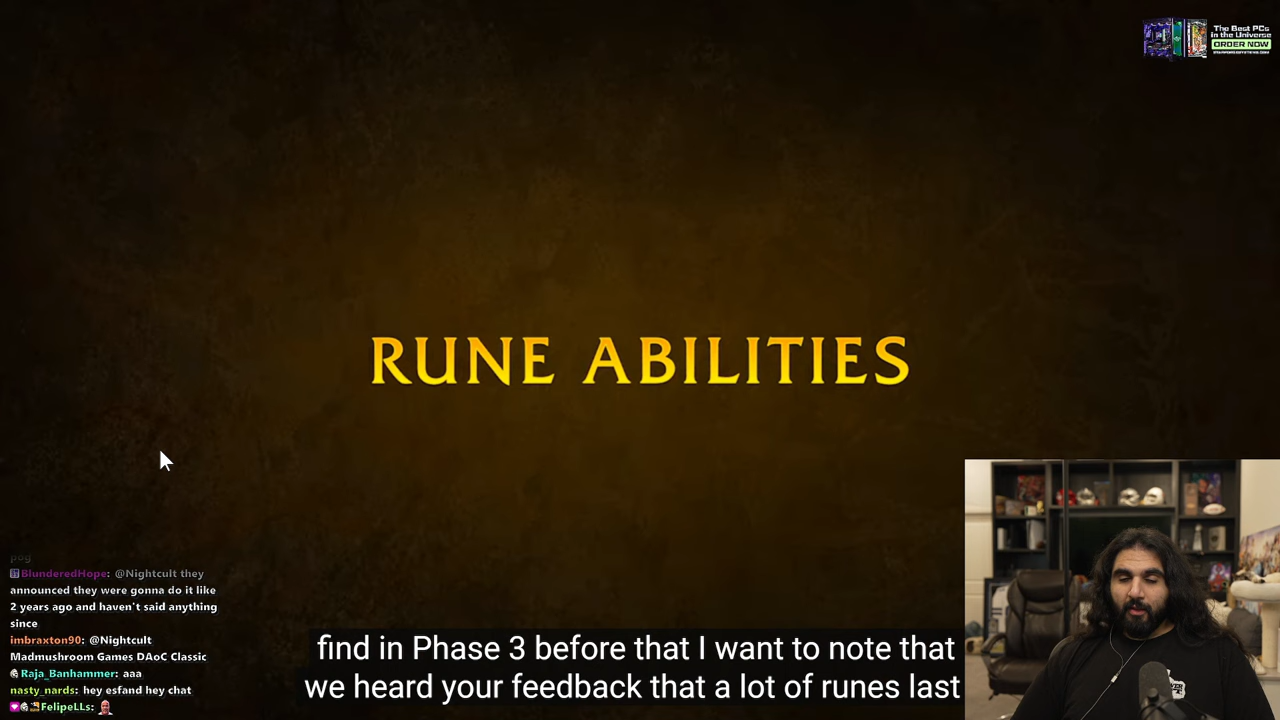 The Best PCs
in the Universe
ORDER NOW
RUNE ABILITIES
pog
BlunderedHope: @Nightcult they
announced they were gonna do it like
2 years ago and haven't said anything
since
imbraxton90: @Nightcult
Madmushroom Games DAoC Classic
Raja_Banhammer: aaa
nasty_nards: hey esfand hey chat
FelipeLLs:
find in Phase 3 before that I want to note that
we heard your feedback that a lot of runes last